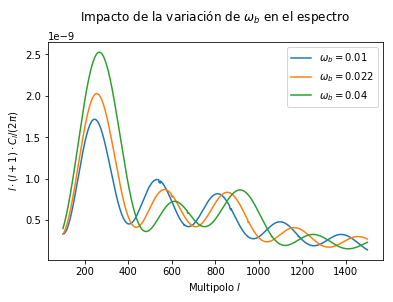 Impacto de la variación de ω_b en el espectro
1e−9
2.5
2.0
1.5
1.0
0.5
l · (l + 1) · C_l/(2π)
ω_b = 0.01
ω_b = 0.022
ω_b = 0.04
200 400 600 800 1000 1200 1400
Multipolo l